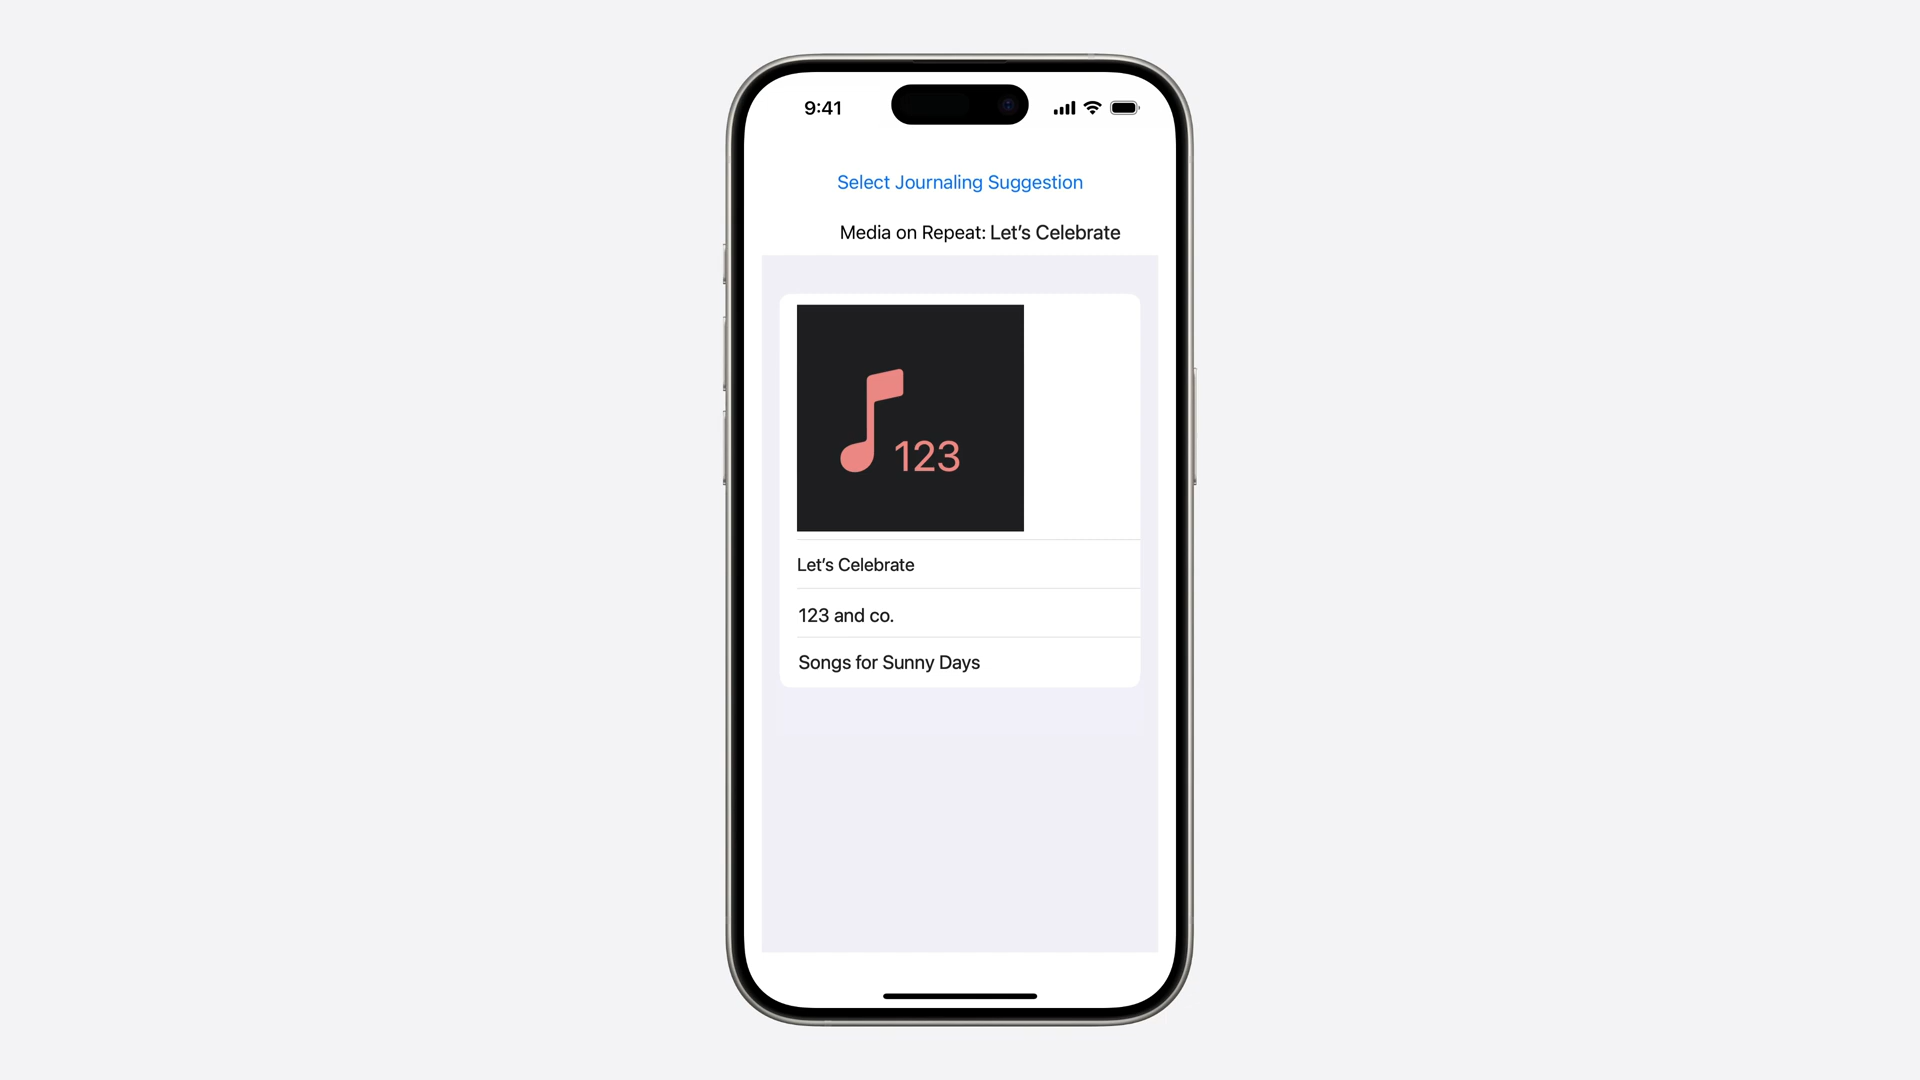 9:41
Select Journaling Suggestion
Media on Repeat: Let’s Celebrate
123
Let’s Celebrate
123 and co.
Songs for Sunny Days